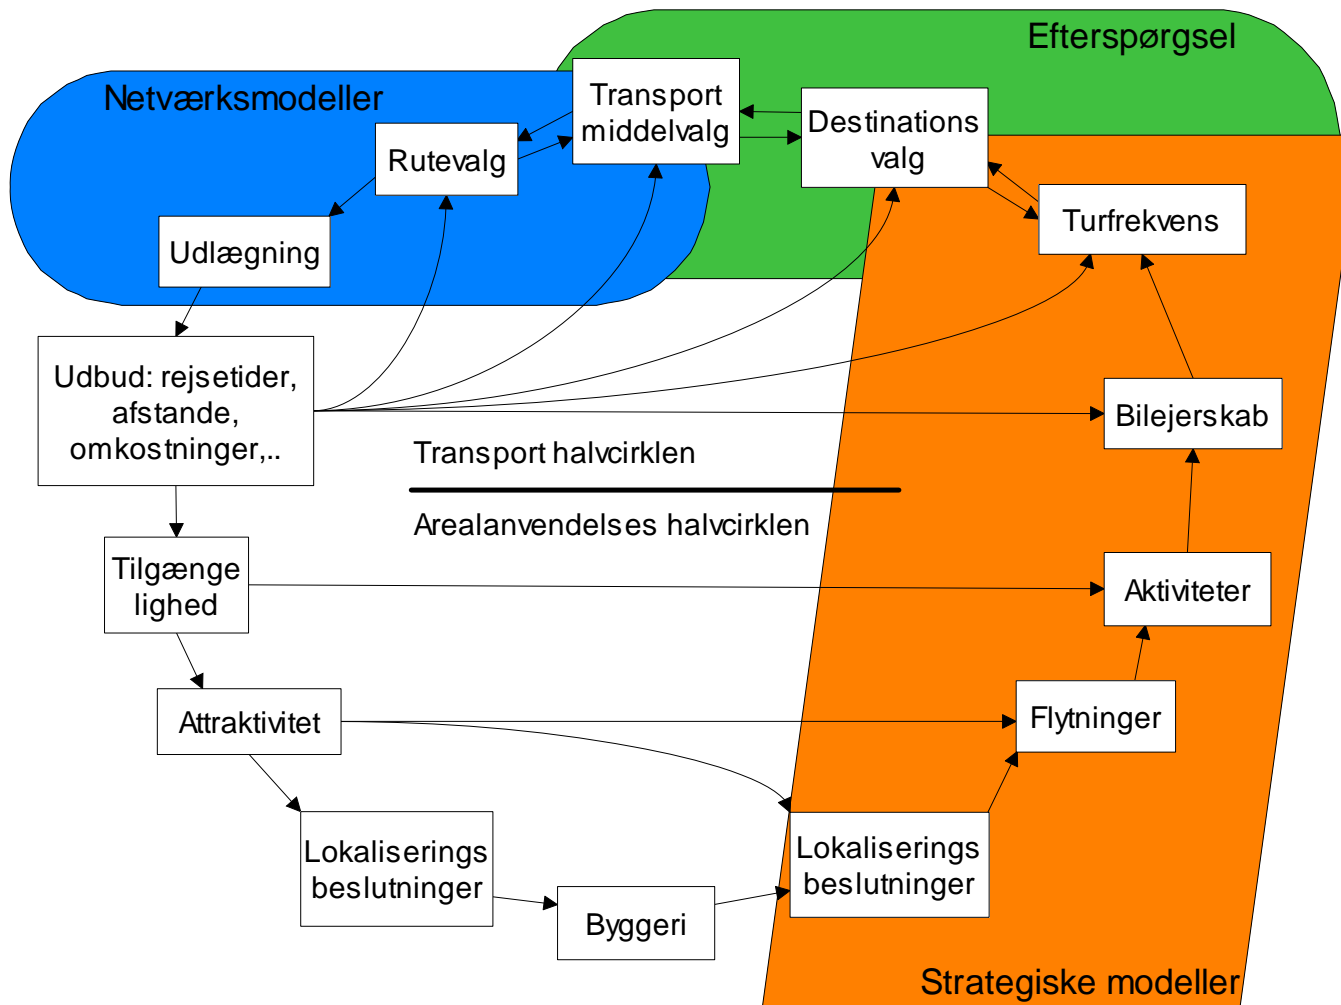 Efterspørgsel
Netværksmodeller
Transport
middelvalg
Destinations
valg
Rutevalg
Turfrekvens
Udlægning
Udbud: rejsetider,
afstande,
omkostninger,..
Bilejerskab
Transport halvcirklen
Arealanvendelses halvcirklen
Tilgænge
lighed
Aktiviteter
Attraktivitet
Flytninger
Lokaliserings
beslutninger
Lokaliserings
beslutninger
Byggeri
Strategiske modeller